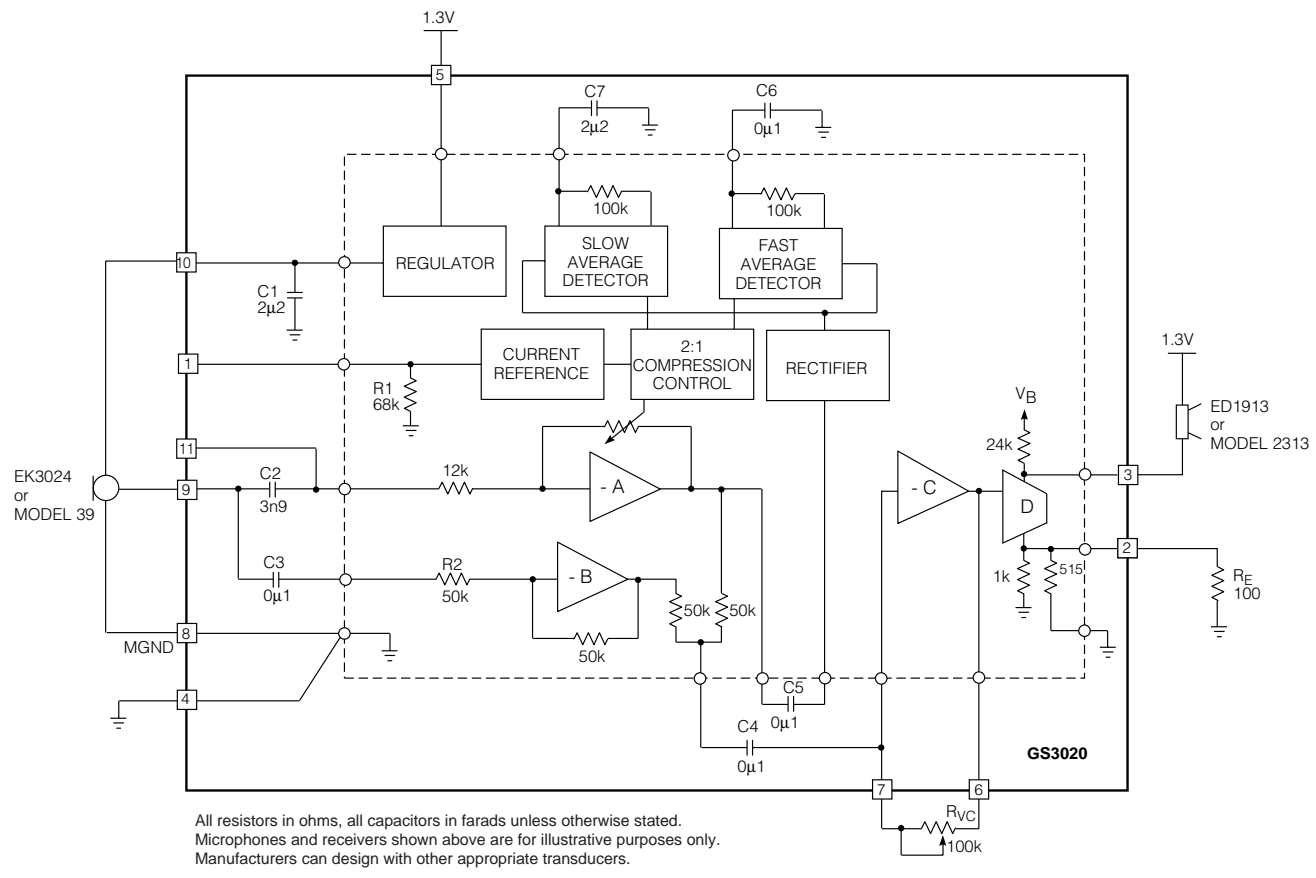 1.3V
5
C7
2µ2
C6
0µ1
100k
100k
10
C1
2µ2
REGULATOR
SLOW
AVERAGE
DETECTOR
FAST
AVERAGE
DETECTOR
1
R1
68k
CURRENT
REFERENCE
2:1
COMPRESSION
CONTROL
RECTIFIER
1.3V
ED1913
or
MODEL 2313
VB
24k
11
EK3024
or
MODEL 39
9
C2
3n9
12k
- A
- C
D
3
2
C3
0µ1
R2
50k
- B
50k
50k
50k
1k
515
RE
100
8
MGND
4
C5
0µ1
C4
0µ1
GS3020
7
6
RVC
100k
All resistors in ohms, all capacitors in farads unless otherwise stated.
Microphones and receivers shown above are for illustrative purposes only.
Manufacturers can design with other appropriate transducers.